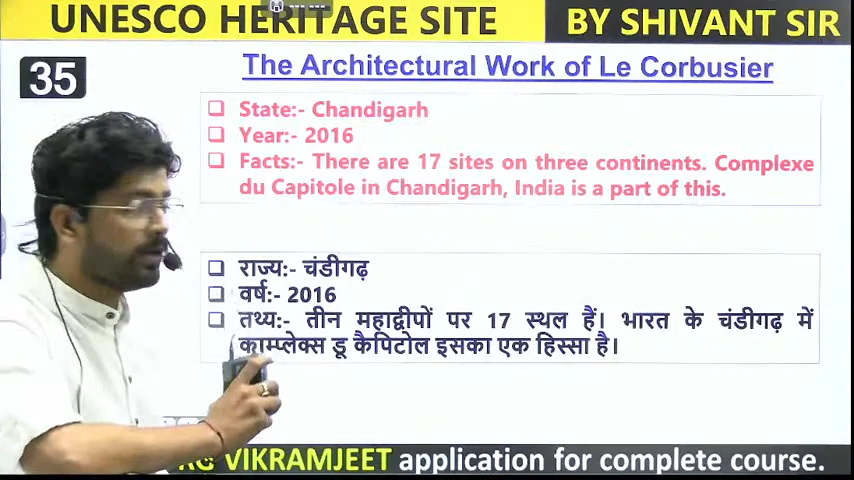 UNESCO HERITAGE SITE
BY SHIVANT SIR
35
The Architectural Work of Le Corbusier
State:- Chandigarh
Year:- 2016
Facts:- There are 17 sites on three continents. Complexe
du Capitole in Chandigarh, India is a part of this.
राज्य:- चंडीगढ़
वर्ष:- 2016
तथ्य:- तीन महाद्वीपों पर 17 स्थल हैं। भारत के चंडीगढ़ में
काम्प्लेक्स डू कैपिटोल इसका एक हिस्सा है।
VIKRAMJEET application for complete course.